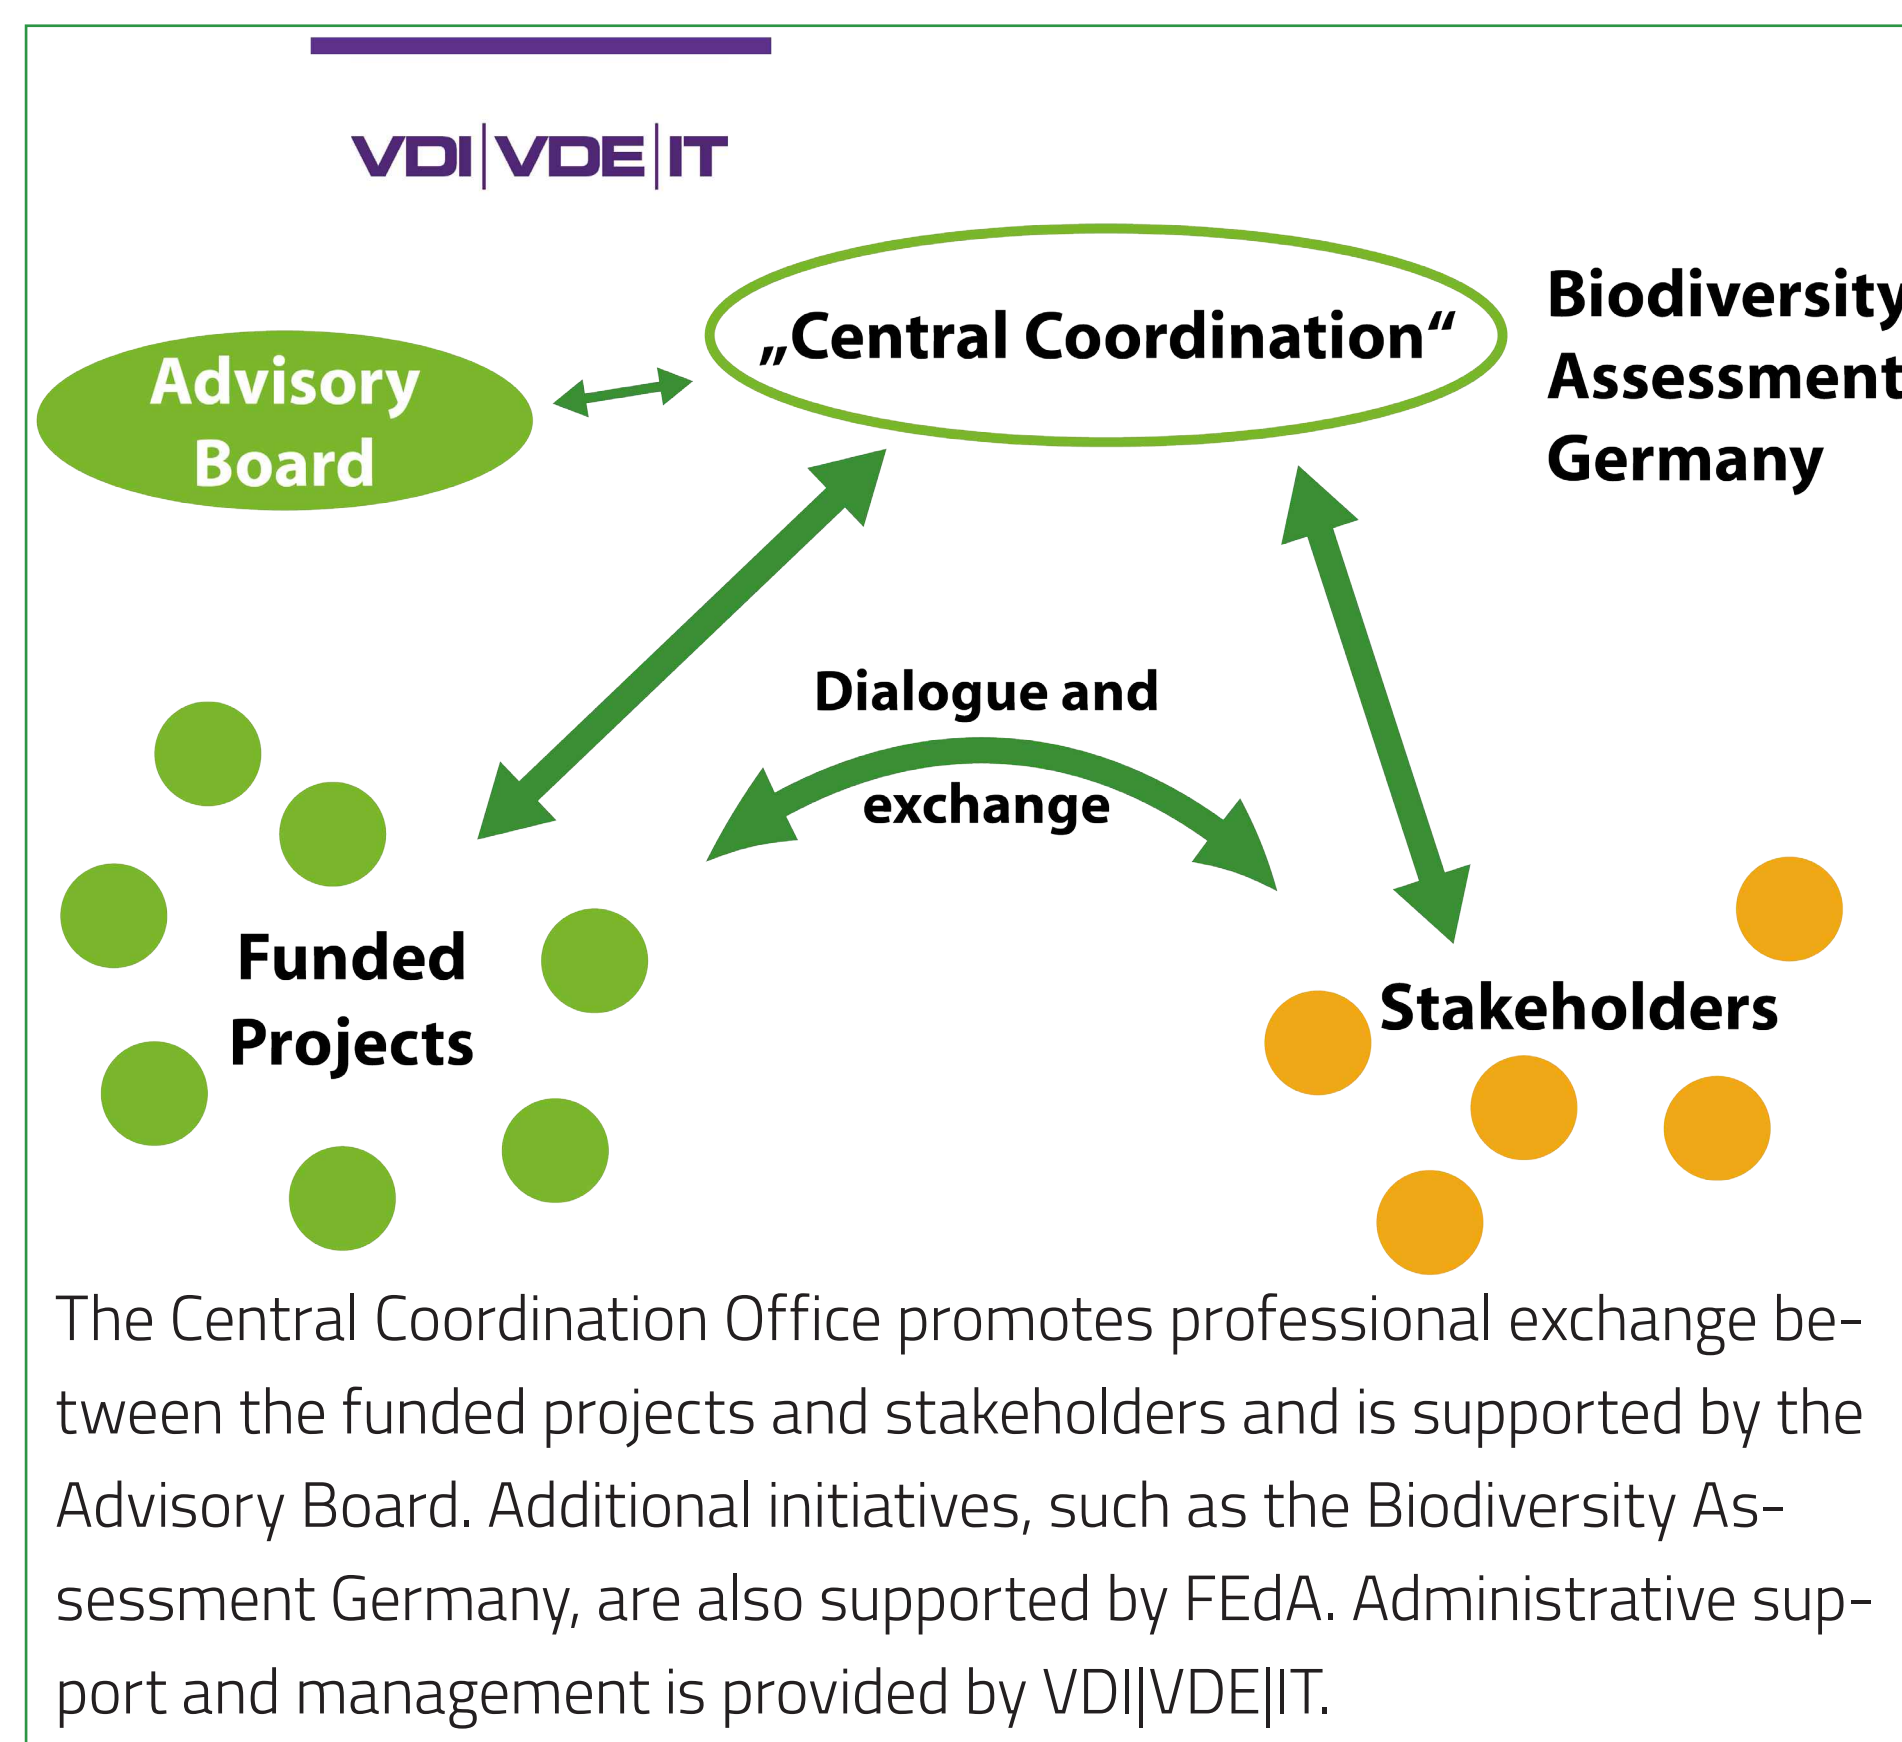 VDI|VDE|IT
„Central Coordination“
Biodiversity
Assessment
Germany
Advisory
Board
Dialogue and
exchange
Funded
Projects
Stakeholders
The Central Coordination Office promotes professional exchange be-
tween the funded projects and stakeholders and is supported by the
Advisory Board. Additional initiatives, such as the Biodiversity As-
sessment Germany, are also supported by FEdA. Administrative sup-
port and management is provided by VDI|VDE|IT.